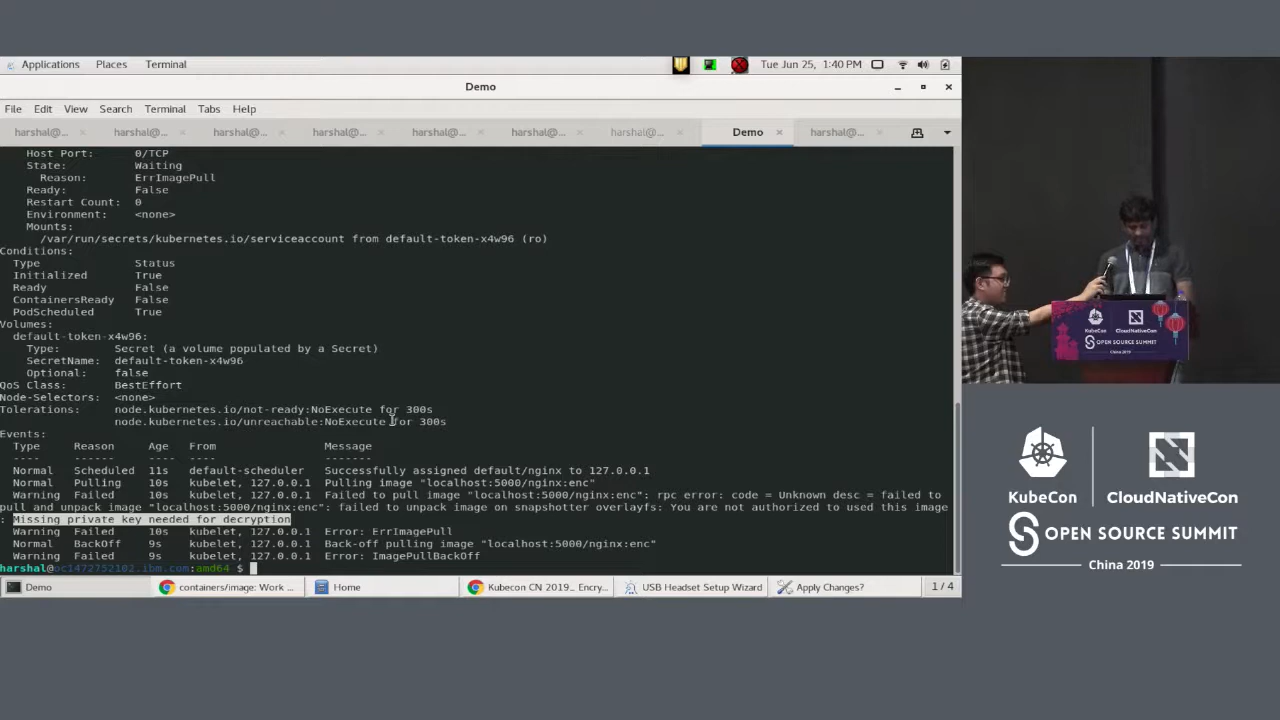 Applications Places Terminal Tue Jun 25, 1:40 PM
Demo
File Edit View Search Terminal Tabs Help
harshal@... harshal@... harshal@... harshal@... harshal@... harshal@... harshal@... Demo harshal@...
Host Port: 0/TCP
State: Waiting
Reason: ErrImagePull
Ready: False
Restart Count: 0
Environment: <none>
Mounts:
/var/run/secrets/kubernetes.io/serviceaccount from default-token-x4w96 (ro)
Conditions:
Type Status
Initialized True
Ready False
ContainersReady False
PodScheduled True
Volumes:
default-token-x4w96:
Type: Secret (a volume populated by a Secret)
SecretName: default-token-x4w96
Optional: false
QoS Class: BestEffort
Node-Selectors: <none>
Tolerations: node.kubernetes.io/not-ready:NoExecute for 300s
node.kubernetes.io/unreachable:NoExecute for 300s
Events:
Type Reason Age From Message
---- ------ ---- ---- -------
Normal Scheduled 11s default-scheduler Successfully assigned default/nginx to 127.0.0.1
Normal Pulling 10s kubelet, 127.0.0.1 Pulling image "localhost:5000/nginx:enc"
Warning Failed 10s kubelet, 127.0.0.1 Failed to pull image "localhost:5000/nginx:enc": rpc error: code = Unknown desc = failed to
pull and unpack image "localhost:5000/nginx:enc": failed to unpack image on snapshotter overlayfs: You are not authorized to used this image
: Missing private key needed for decryption
Warning Failed 10s kubelet, 127.0.0.1 Error: ErrImagePull
Normal BackOff 9s kubelet, 127.0.0.1 Back-off pulling image "localhost:5000/nginx:enc"
Warning Failed 9s kubelet, 127.0.0.1 Error: ImagePullBackOff
harshal@oc1472752102.ibm.com:amd64 $
Demo containers/image: Work ... Home Kubecon CN 2019_ Encry... USB Headset Setup Wizard Apply Changes? 1 / 4
KubeCon CloudNativeCon
OPEN SOURCE SUMMIT
China 2019
KubeCon CloudNativeCon
OPEN SOURCE SUMMIT
China 2019